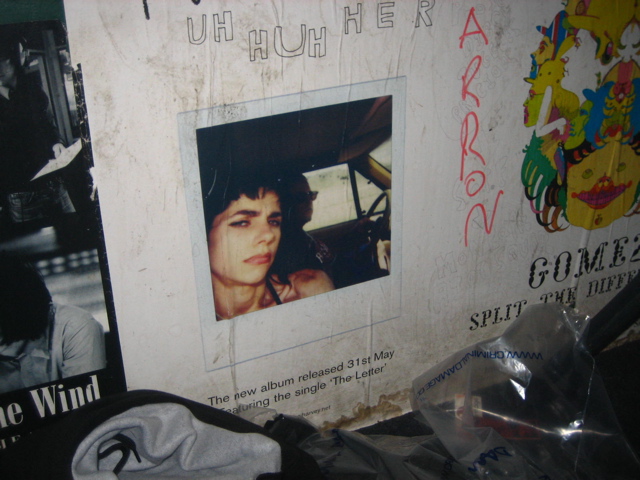 UH HUH HER
ARRON
GOMEZ
SPLIT THE DIFFE
The new album released 31st May
featuring the single 'The Letter'
he Wind